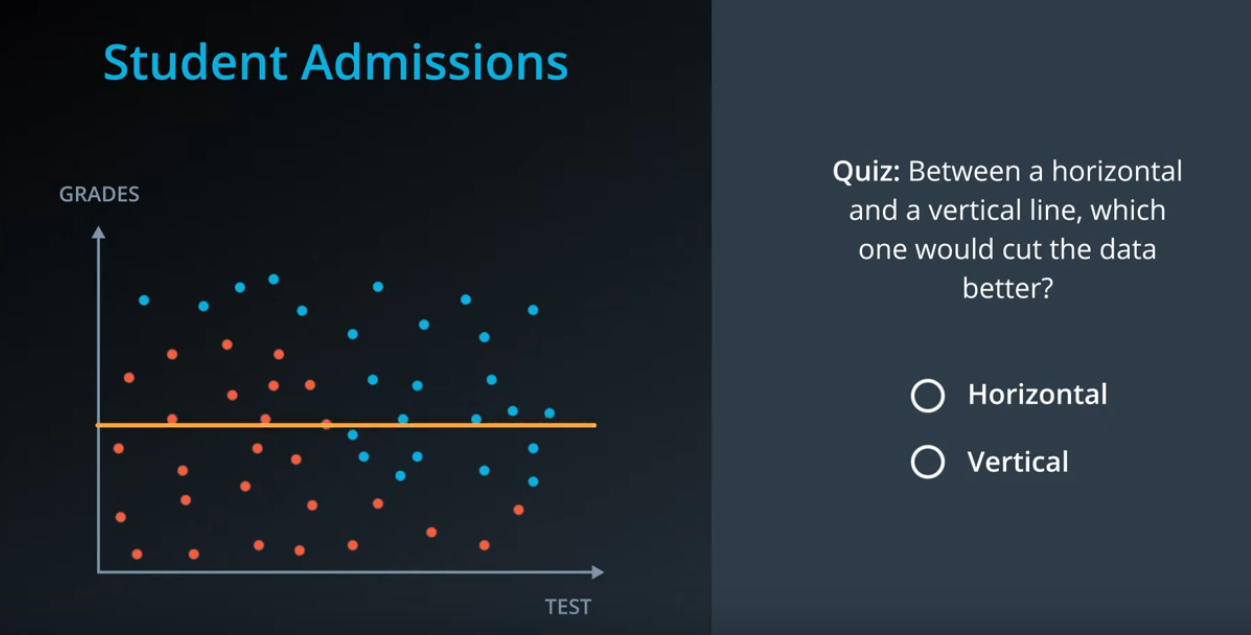 Student Admissions
GRADES
TEST
Quiz: Between a horizontal
and a vertical line, which
one would cut the data
better?
Horizontal
Vertical